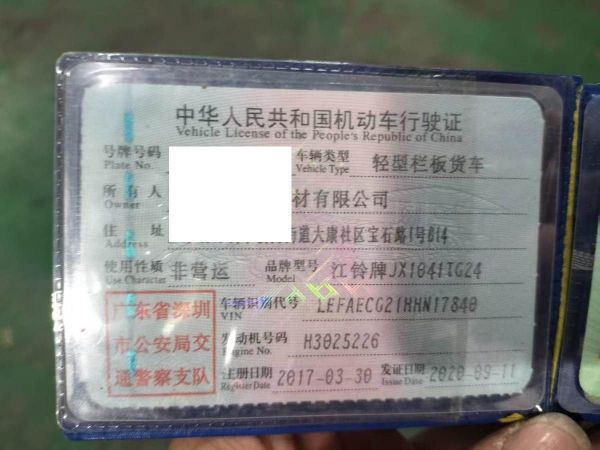 中华人民共和国机动车行驶证
Vehicle License of the People's Republic of China
号牌号码 Plate No. 车辆类型 Vehicle Type 轻型栏板货车
所有人 Owner 材有限公司
住址 Address 街道大康社区宝石路1号B14
使用性质 Use Character 非营运 品牌型号 Model 江铃牌JX1041TG24
车辆识别代号 VIN LEFAECG21HHN17840
发动机号码 Engine No. H3025226
注册日期 Register Date 2017-03-30 发证日期 Issue Date 2020-09-11
广东省深圳
市公安局交
通警察支队